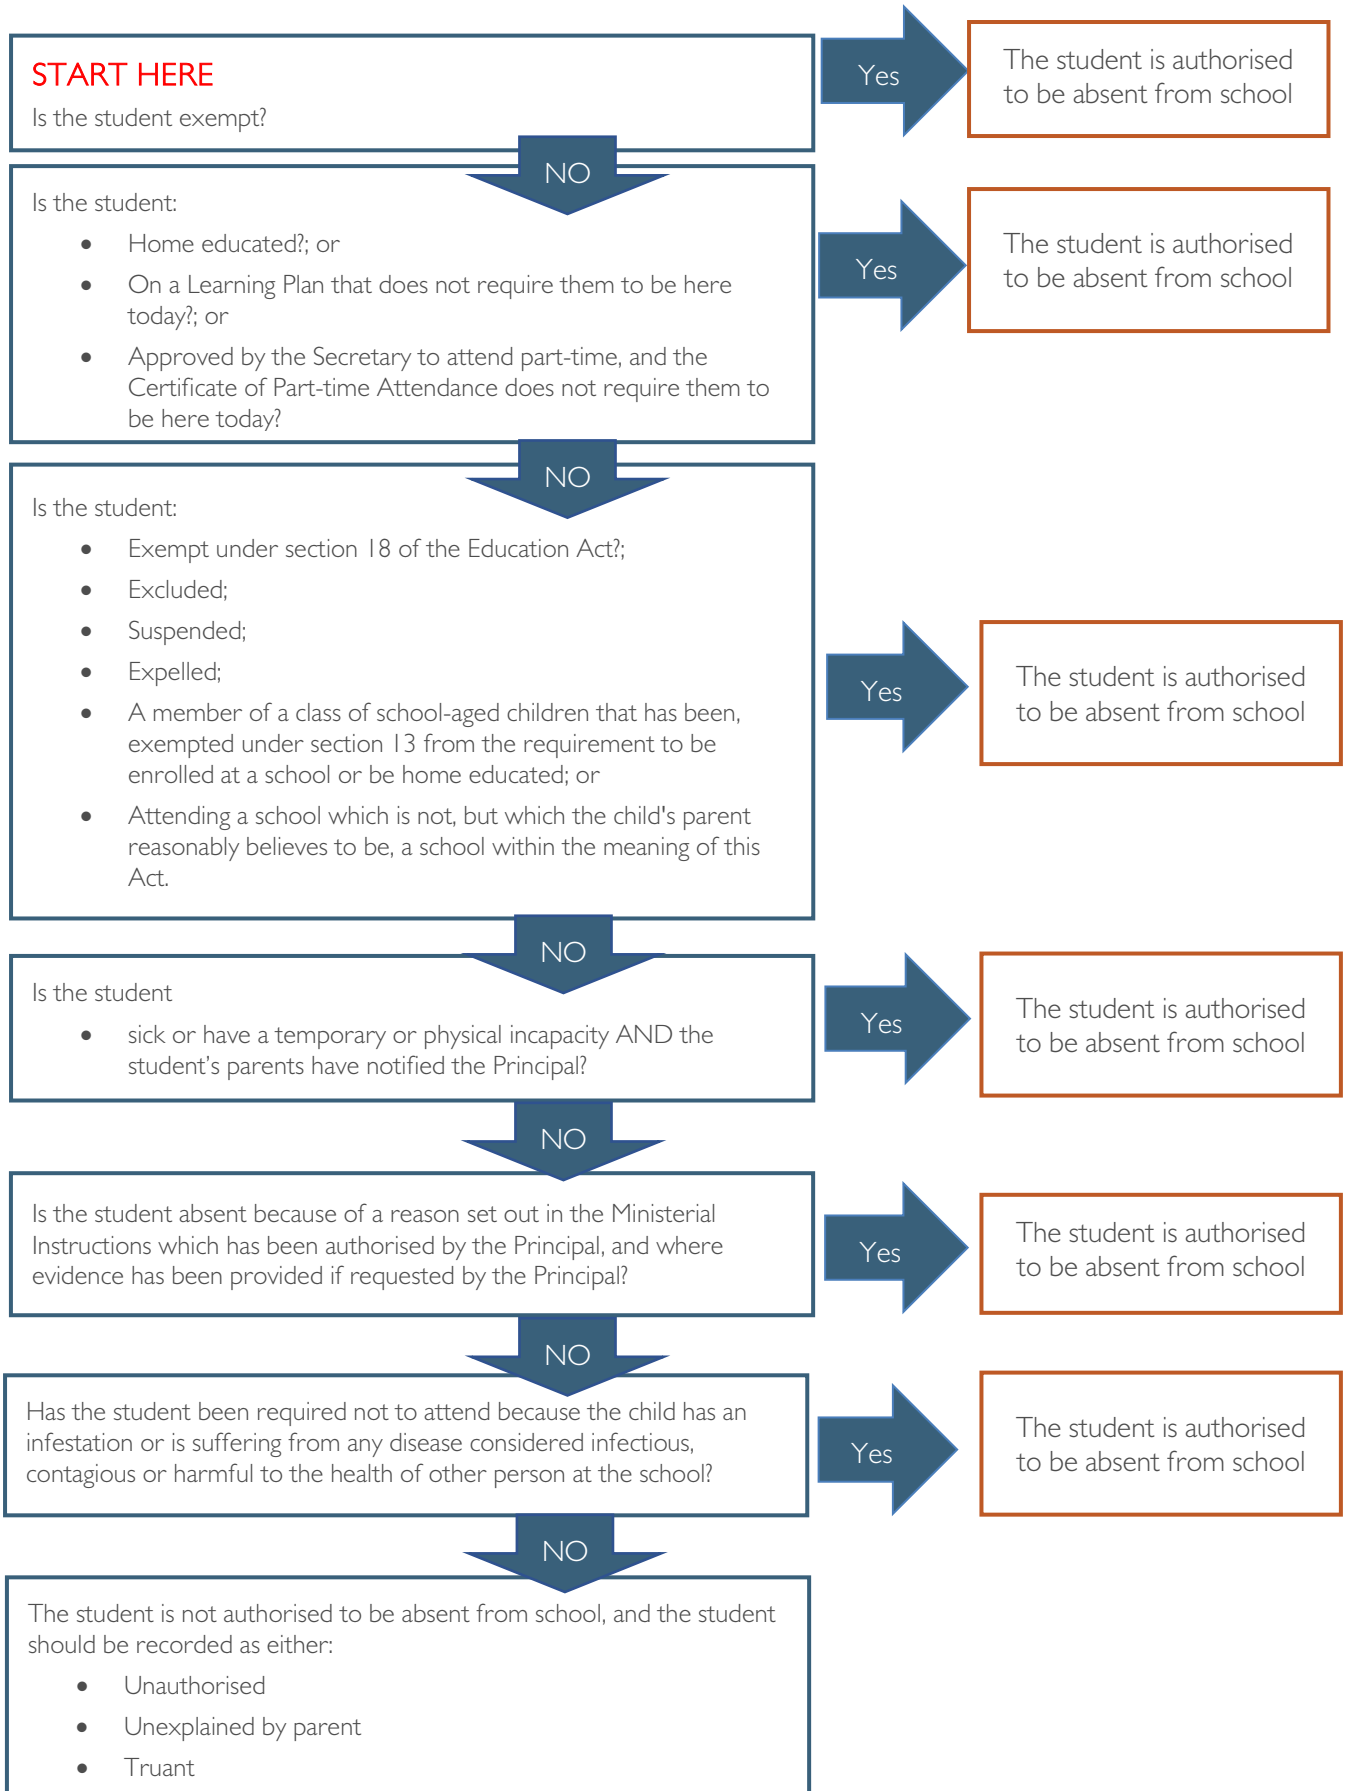 START HERE
Is the student exempt?
Yes
The student is authorised
to be absent from school
NO
Is the student:
• Home educated?; or
• On a Learning Plan that does not require them to be here
today?; or
• Approved by the Secretary to attend part-time, and the
Certificate of Part-time Attendance does not require them to
be here today?
Yes
The student is authorised
to be absent from school
NO
Is the student:
• Exempt under section 18 of the Education Act?;
• Excluded;
• Suspended;
• Expelled;
• A member of a class of school-aged children that has been,
exempted under section 13 from the requirement to be
enrolled at a school or be home educated; or
• Attending a school which is not, but which the child's parent
reasonably believes to be, a school within the meaning of this
Act.
Yes
The student is authorised
to be absent from school
NO
Is the student
• sick or have a temporary or physical incapacity AND the
student’s parents have notified the Principal?
Yes
The student is authorised
to be absent from school
NO
Is the student absent because of a reason set out in the Ministerial
Instructions which has been authorised by the Principal, and where
evidence has been provided if requested by the Principal?
Yes
The student is authorised
to be absent from school
NO
Has the student been required not to attend because the child has an
infestation or is suffering from any disease considered infectious,
contagious or harmful to the health of other person at the school?
Yes
The student is authorised
to be absent from school
NO
The student is not authorised to be absent from school, and the student
should be recorded as either:
• Unauthorised
• Unexplained by parent
• Truant